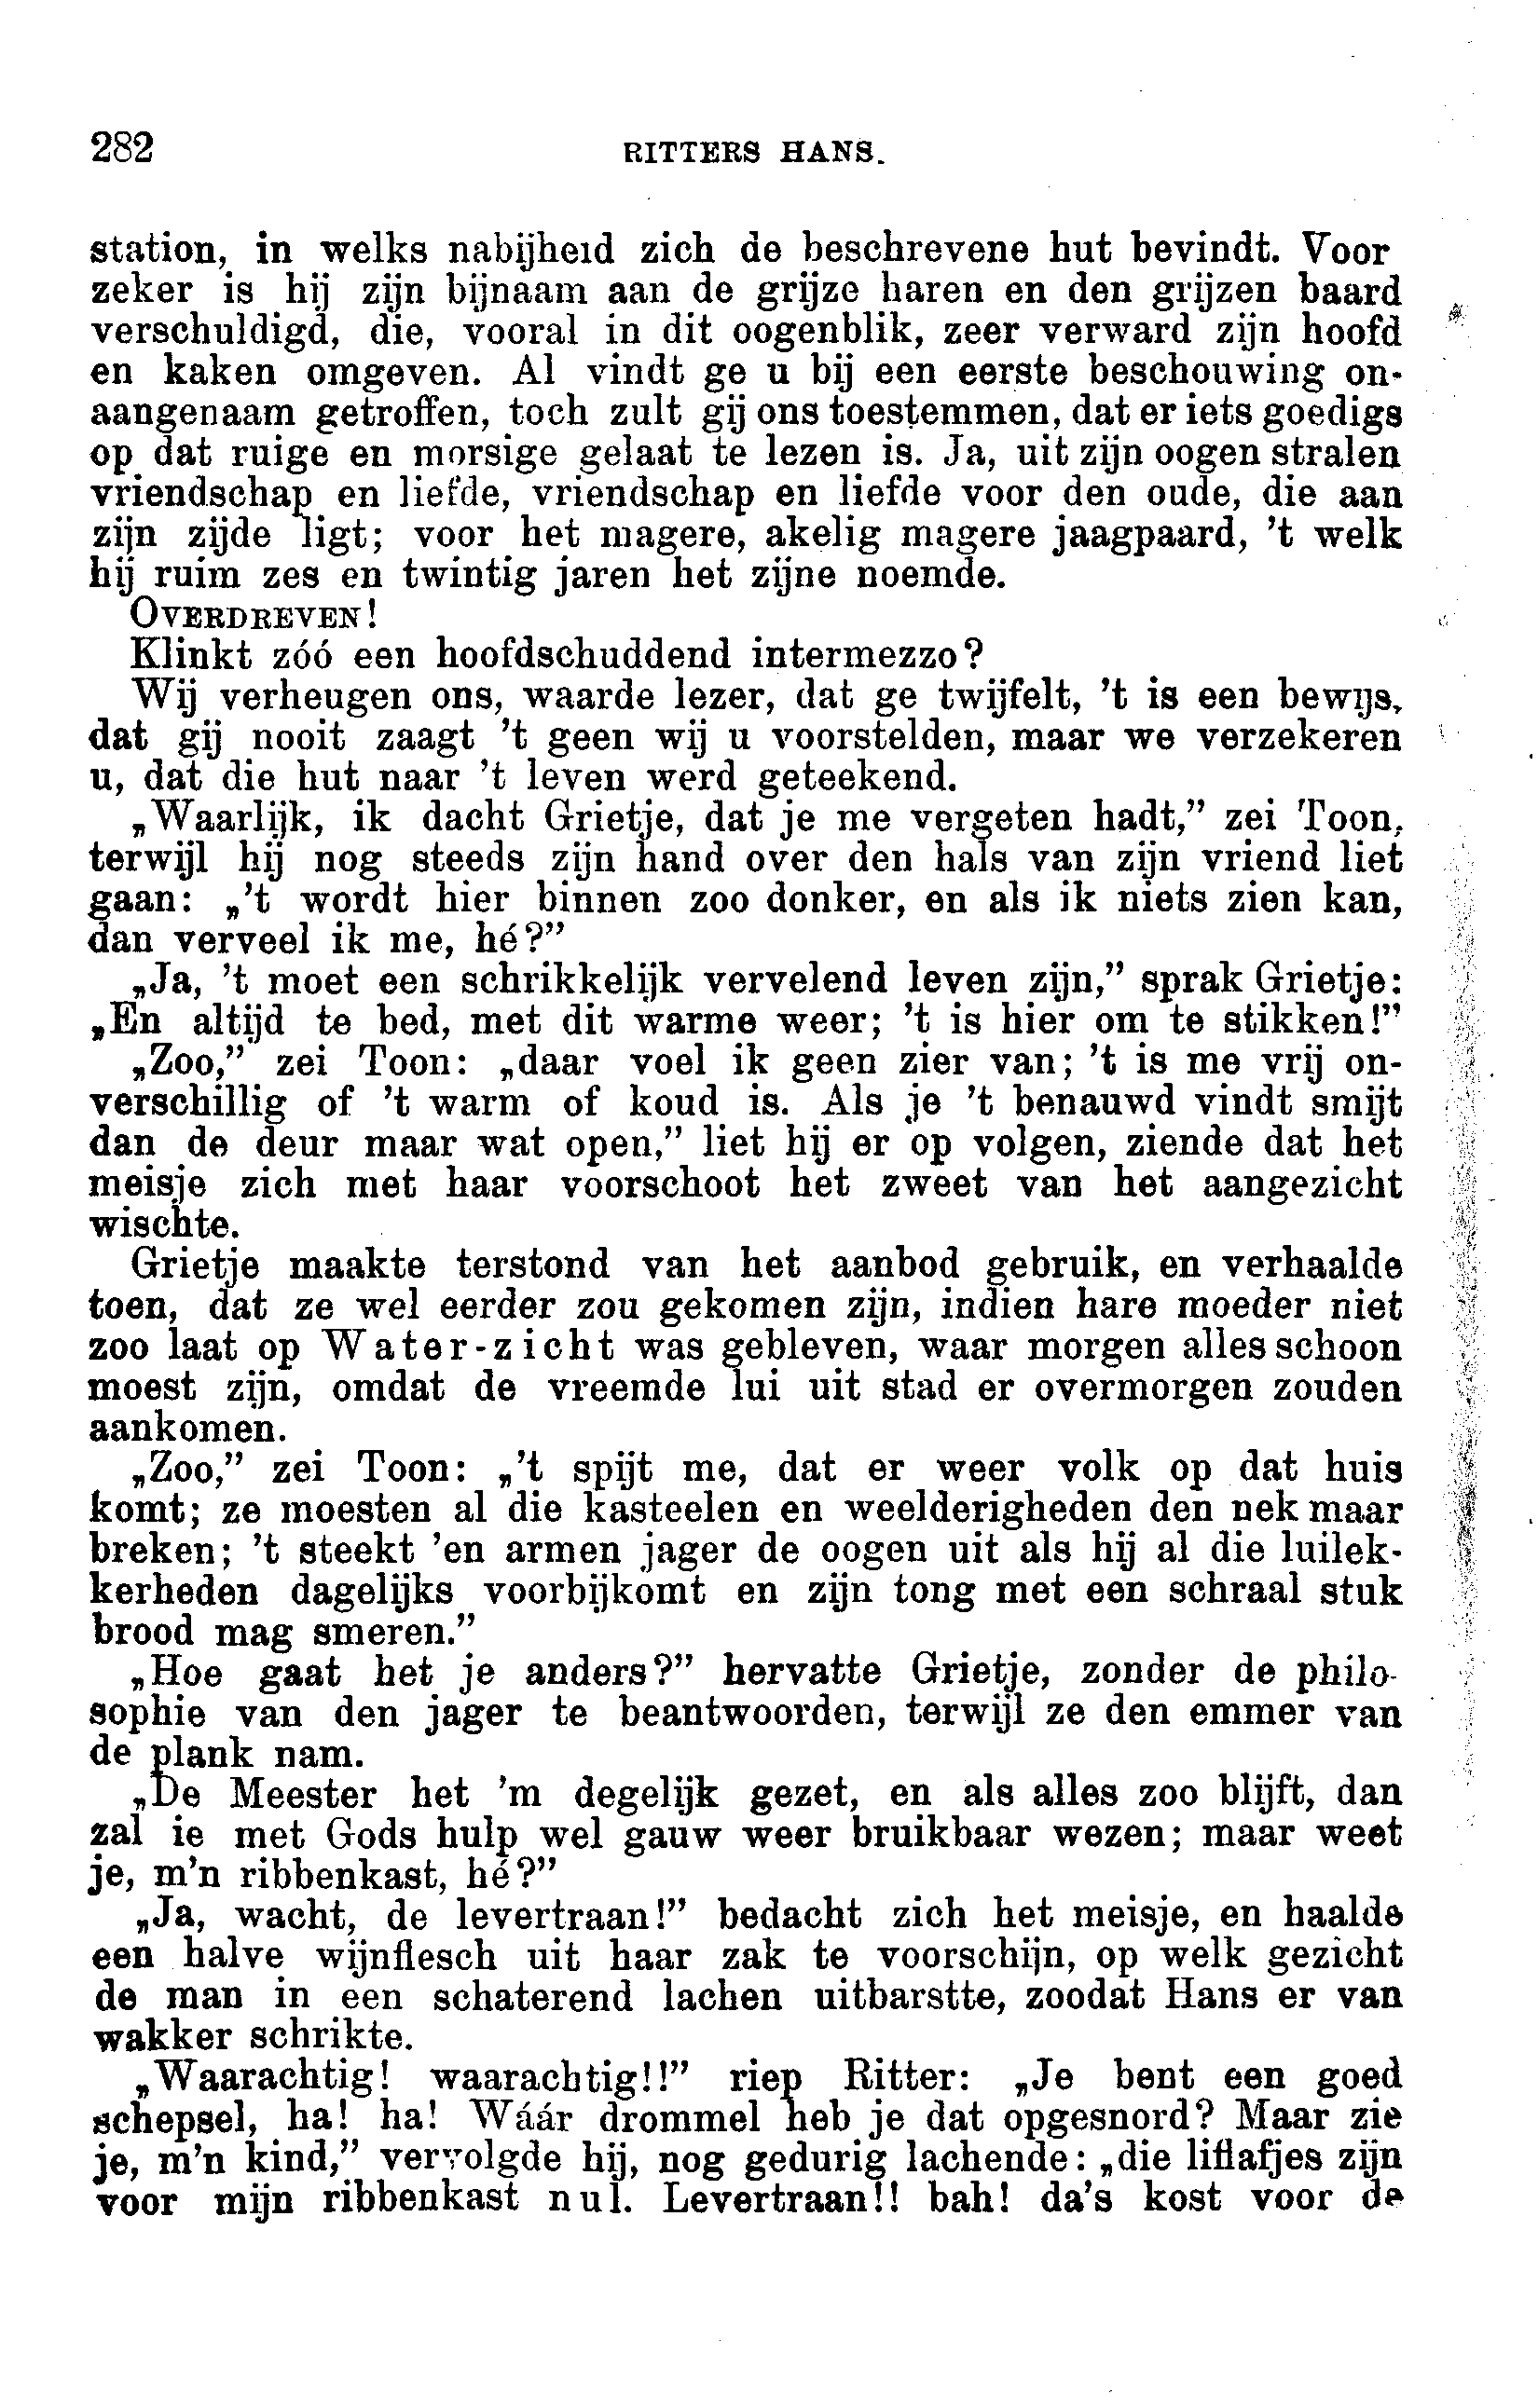 282
RITTERS HANS.
station, in welks nabijheid zich de beschrevene hut bevindt. Voor
zeker is hij zijn bijnaam aan de grijze haren en den grijzen baard
verschuldigd, die, vooral in dit oogenblik, zeer verward zijn hoofd
en kaken omgeven. Al vindt ge u bij een eerste beschouwing on-
aangenaam getroffen, toch zult gij ons toestemmen, dat er iets goedigs
op dat ruige en morsige gelaat te lezen is. Ja, uit zijn oogen stralen
vriendschap en liefde, vriendschap en liefde voor den oude, die aan
zijn zijde ligt; voor het magere, akelig magere jaagpaard, 't welk
hij ruim zes en twintig jaren het zijne noemde.
OVERDREVEN!
Klinkt zóó een hoofdschuddend intermezzo?
Wij verheugen ons, waarde lezer, dat ge twijfelt, 't is een bewijs,
dat gij nooit zaagt 't geen wij u voorstelden, maar we verzekeren
u, dat die hut naar 't leven werd geteekend.
„Waarlijk, ik dacht Grietje, dat je me vergeten hadt,” zei Toon,
terwijl hij nog steeds zijn hand over den hals van zijn vriend liet
gaan: „'t wordt hier binnen zoo donker, en als ik niets zien kan,
dan verveel ik me, hé?”
„Ja, 't moet een schrikkelijk vervelend leven zijn,” sprak Grietje:
„En altijd te bed, met dit warme weer; 't is hier om te stikken!”
„Zoo,” zei Toon: „daar voel ik geen zier van; 't is me vrij on-
verschillig of 't warm of koud is. Als je 't benauwd vindt smijt
dan de deur maar wat open,” liet hij er op volgen, ziende dat het
meisje zich met haar voorschoot het zweet van het aangezicht
wischte.
Grietje maakte terstond van het aanbod gebruik, en verhaalde
toen, dat ze wel eerder zou gekomen zijn, indien hare moeder niet
zoo laat op Water-zicht was gebleven, waar morgen alles schoon
moest zijn, omdat de vreemde lui uit stad er overmorgen zouden
aankomen.
„Zoo,” zei Toon: „'t spijt me, dat er weer volk op dat huis
komt; ze moesten al die kasteelen en weelderigheden den nek maar
breken; 't steekt 'en armen jager de oogen uit als hij al die luilek-
kerheden dagelijks voorbijkomt en zijn tong met een schraal stuk
brood mag smeren.”
„Hoe gaat het je anders?” hervatte Grietje, zonder de philo-
sophie van den jager te beantwoorden, terwijl ze den emmer van
de plank nam.
„De Meester het 'm degelijk gezet, en als alles zoo blijft, dan
zal ie met Gods hulp wel gauw weer bruikbaar wezen; maar weet
je, m'n ribbenkast, hé?”
„Ja, wacht, de levertraan!” bedacht zich het meisje, en haalde
een halve wijnflesch uit haar zak te voorschijn, op welk gezicht
de man in een schaterend lachen uitbarstte, zoodat Hans er van
wakker schrikte.
„Waarachtig! waarachtig!!” riep Ritter: „Je bent een goed
schepsel, ha! ha! Wáár drommel heb je dat opgesnord? Maar zie
je, m'n kind,” vervolgde hij, nog gedurig lachende: „die liflafjes zijn
voor mijn ribbenkast nul. Levertraan!! bah! da's kost voor de